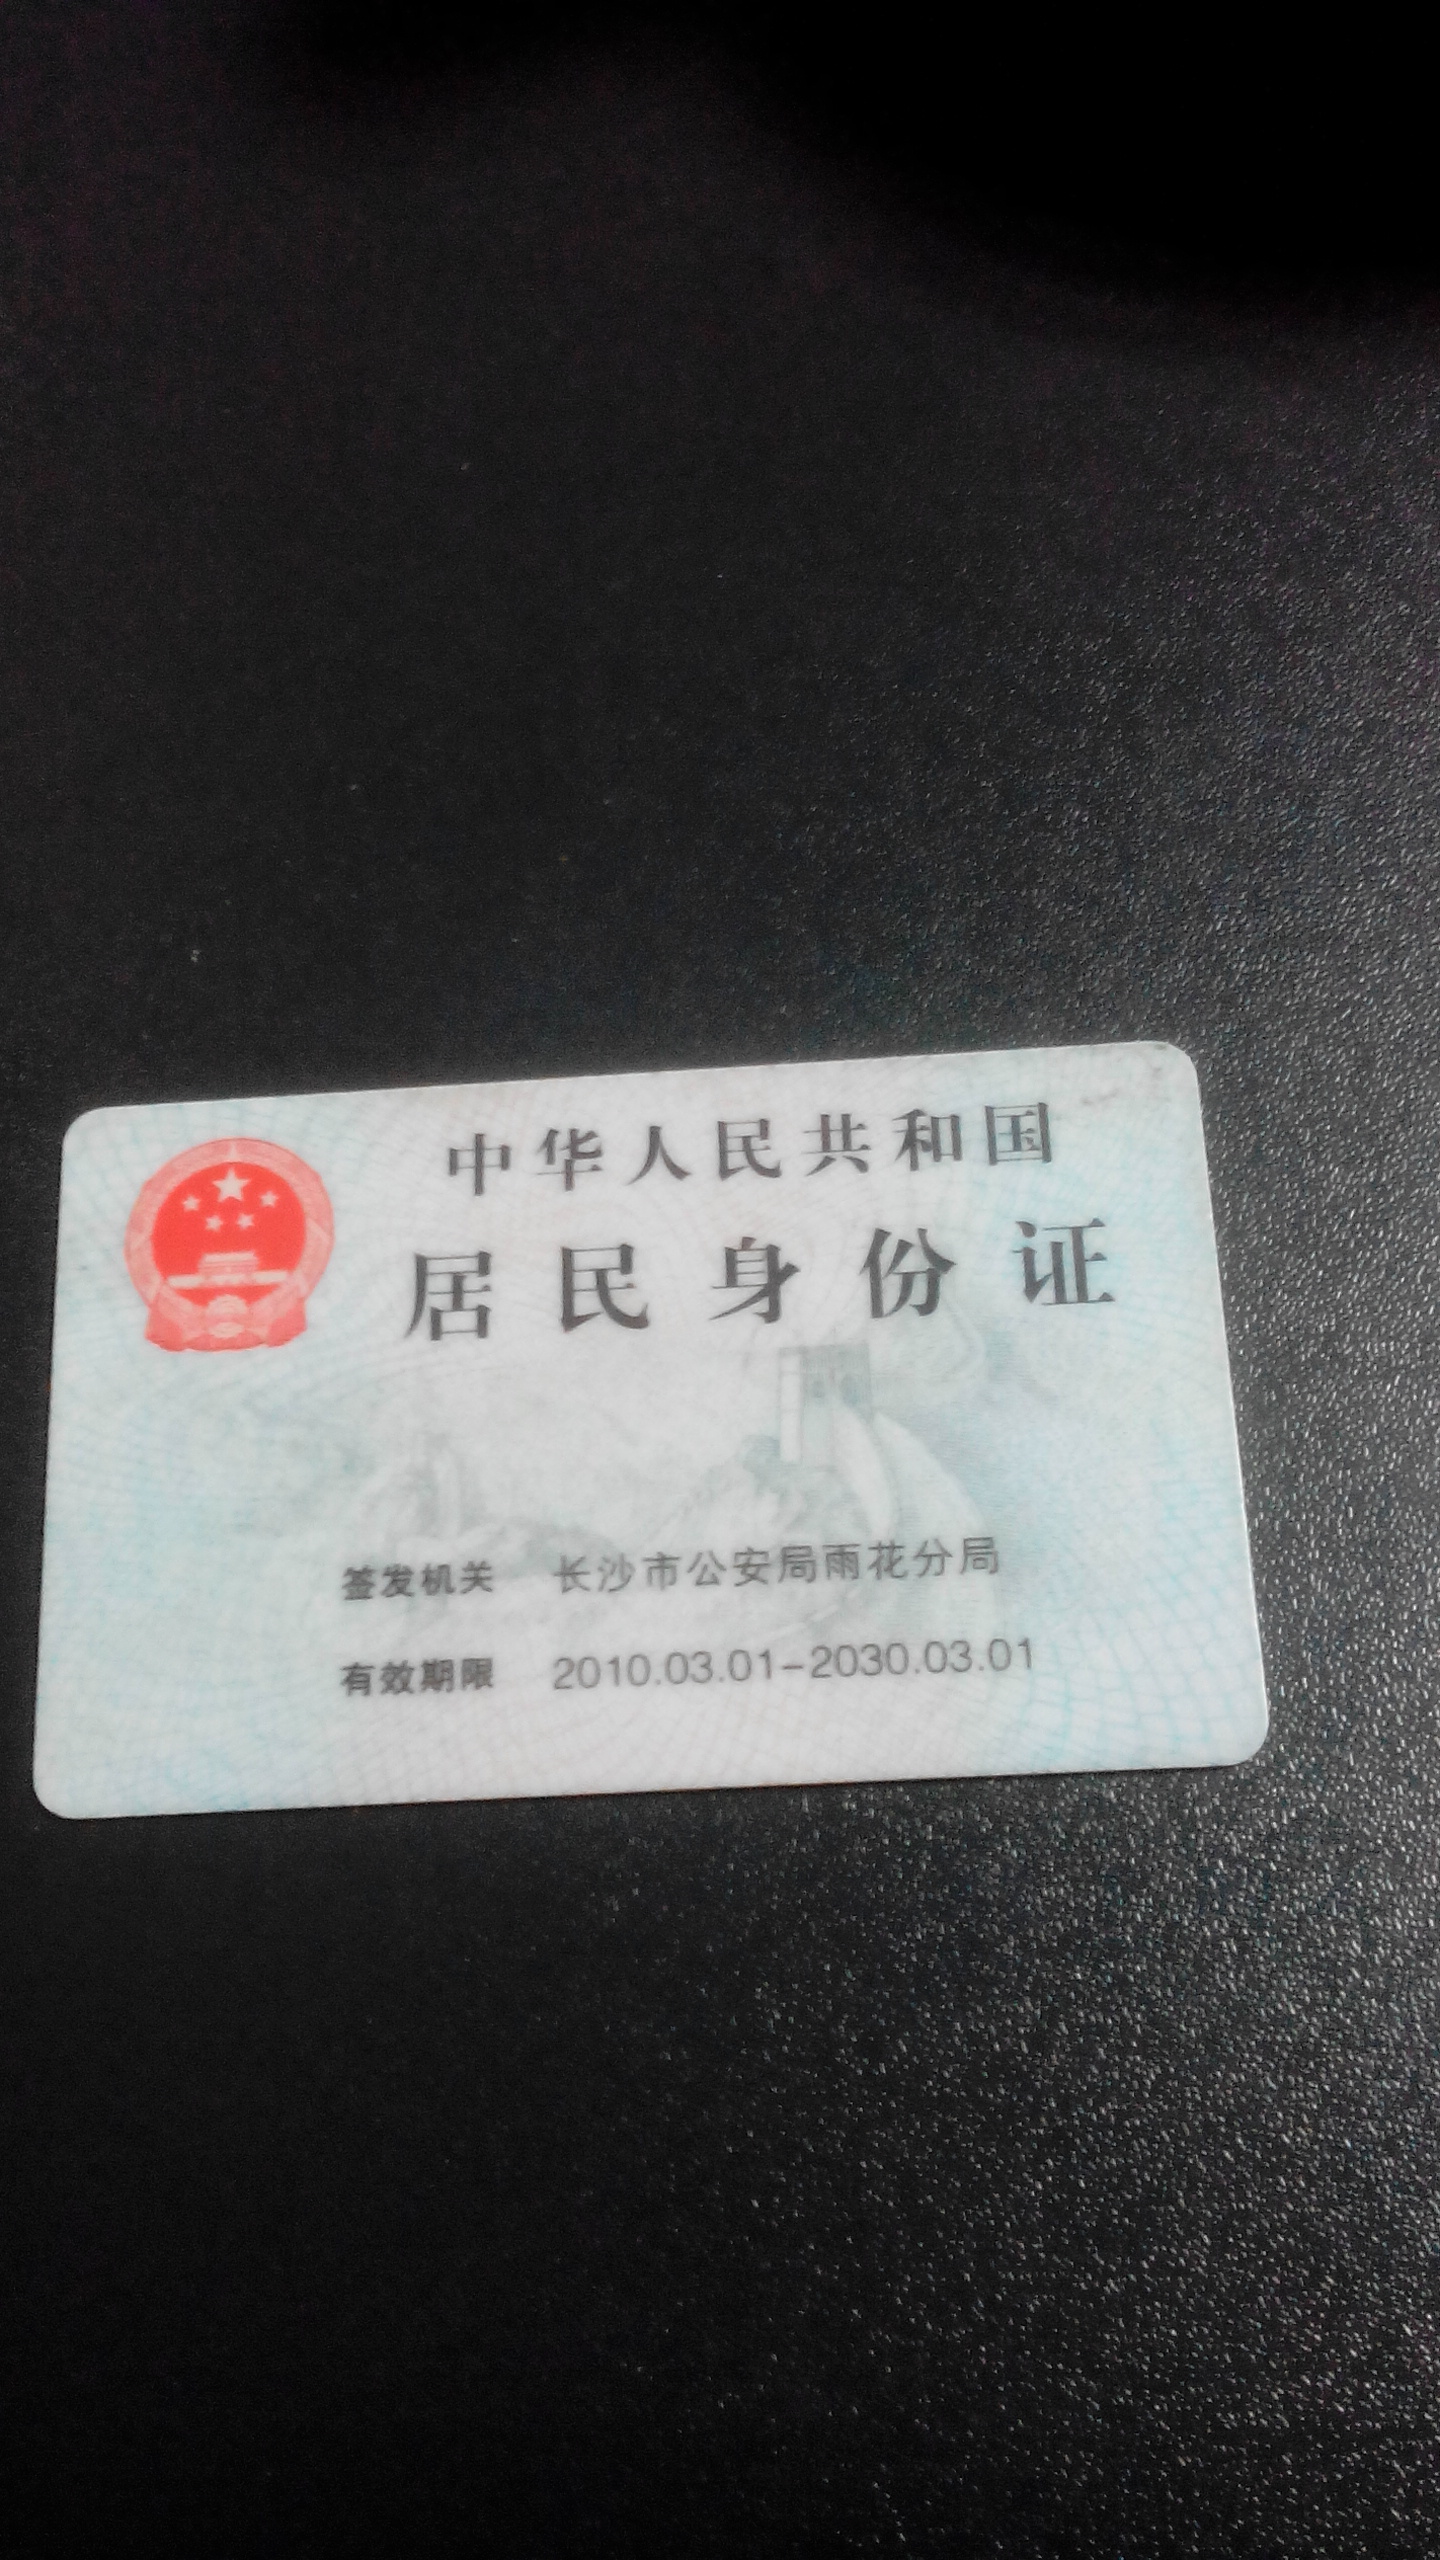 中华人民共和国
居民身份证
签发机关 长沙市公安局雨花分局
有效期限 2010.03.01-2030.03.01